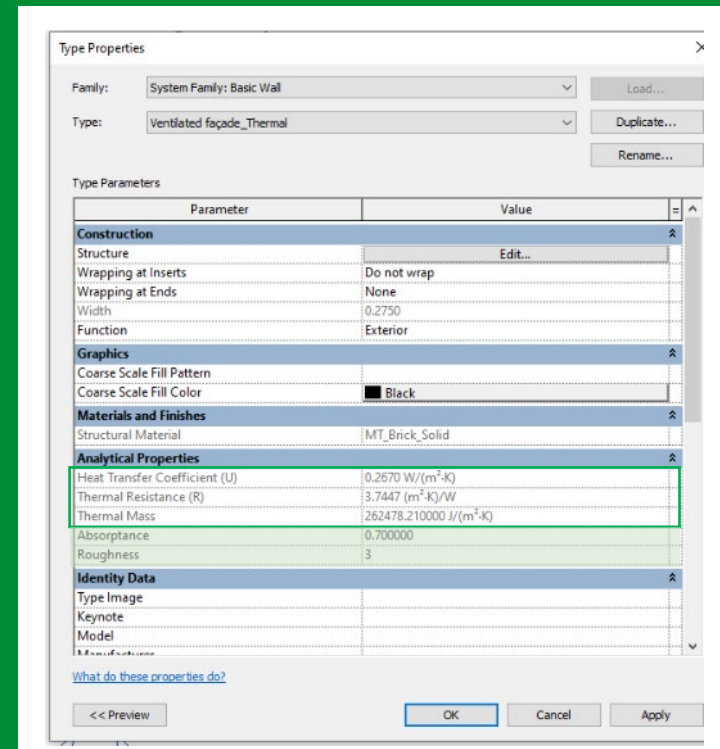 Type Properties
Family: System Family: Basic Wall Load...
Type: Ventilated façade_Thermal Duplicate...
Rename...
Type Parameters
Parameter Value =
Construction
Structure Edit...
Wrapping at Inserts Do not wrap
Wrapping at Ends None
Width 0.2750
Function Exterior
Graphics
Coarse Scale Fill Pattern
Coarse Scale Fill Color Black
Materials and Finishes
Structural Material MT_Brick_Solid
Analytical Properties
Heat Transfer Coefficient (U) 0.2670 W/(m²·K)
Thermal Resistance (R) 3.7447 (m²·K)/W
Thermal Mass 262478.210000 J/(m²·K)
Absorptance 0.700000
Roughness 3
Identity Data
Type Image
Keynote
Model
Manufacturer
What do these properties do?
<< Preview OK Cancel Apply